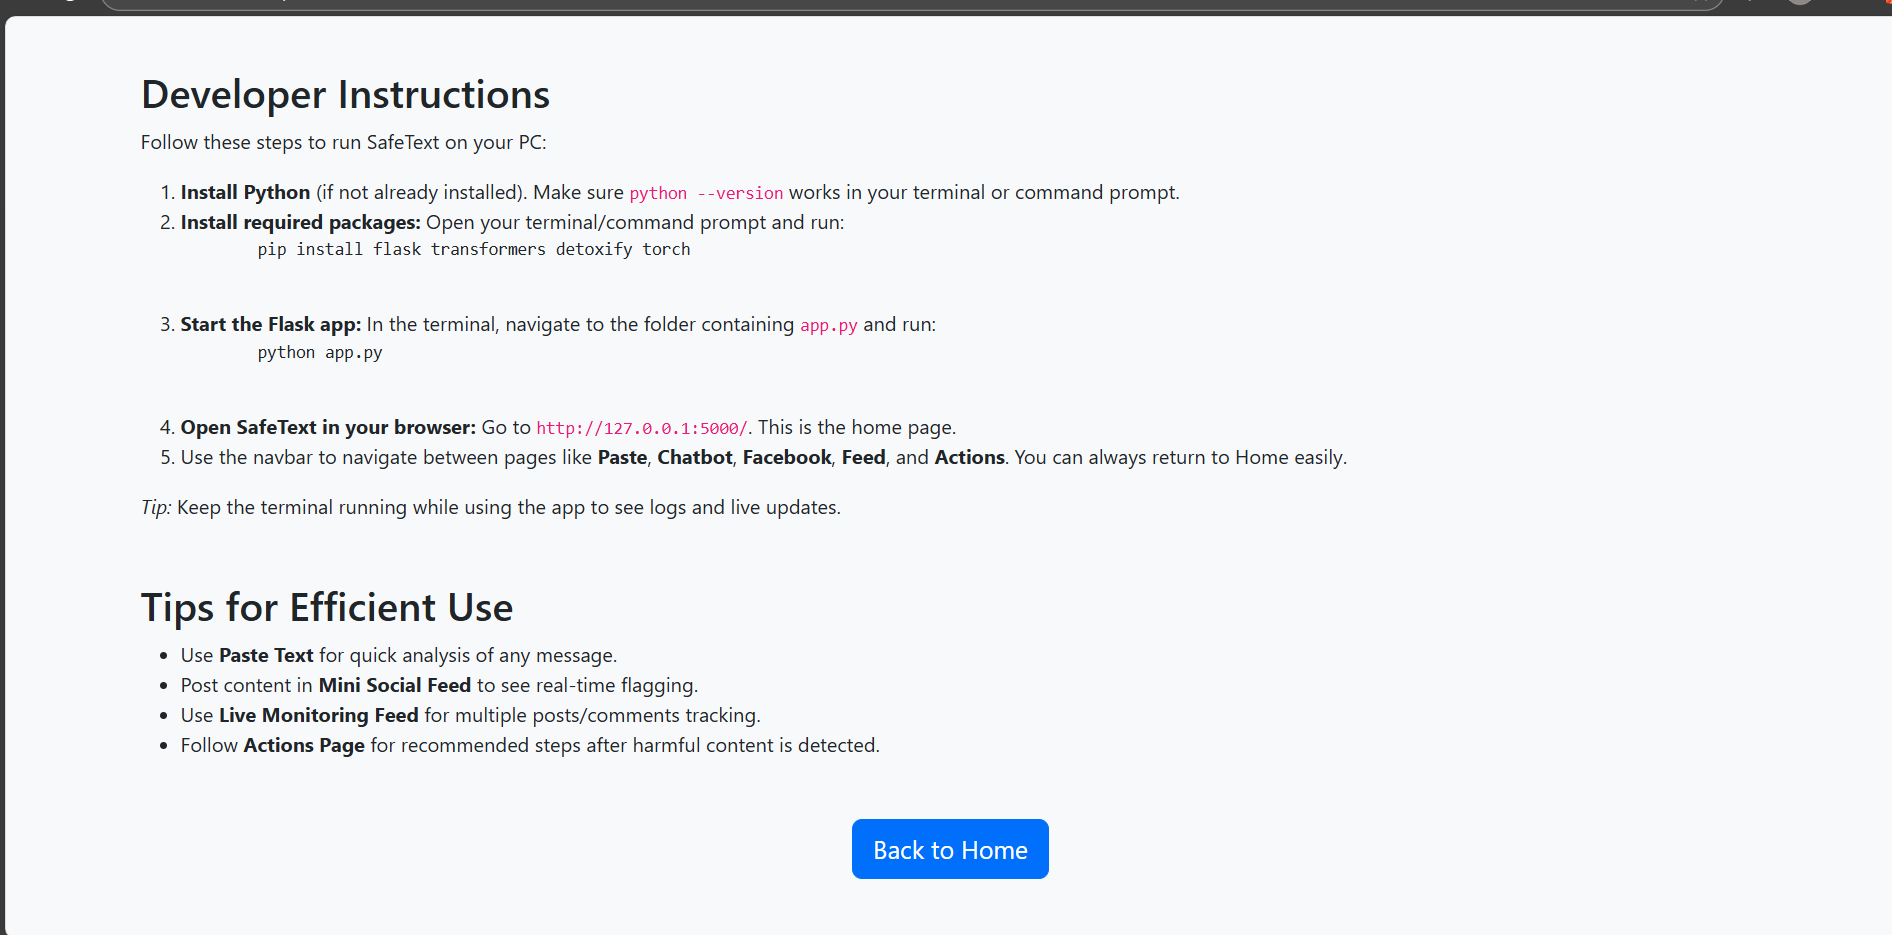 Developer Instructions
Follow these steps to run SafeText on your PC:
1. Install Python (if not already installed). Make sure python --version works in your terminal or command prompt.
2. Install required packages: Open your terminal/command prompt and run:
pip install flask transformers detoxify torch
3. Start the Flask app: In the terminal, navigate to the folder containing app.py and run:
python app.py
4. Open SafeText in your browser: Go to http://127.0.0.1:5000/. This is the home page.
5. Use the navbar to navigate between pages like Paste, Chatbot, Facebook, Feed, and Actions. You can always return to Home easily.
Tip: Keep the terminal running while using the app to see logs and live updates.
Tips for Efficient Use
• Use Paste Text for quick analysis of any message.
• Post content in Mini Social Feed to see real-time flagging.
• Use Live Monitoring Feed for multiple posts/comments tracking.
• Follow Actions Page for recommended steps after harmful content is detected.
Back to Home